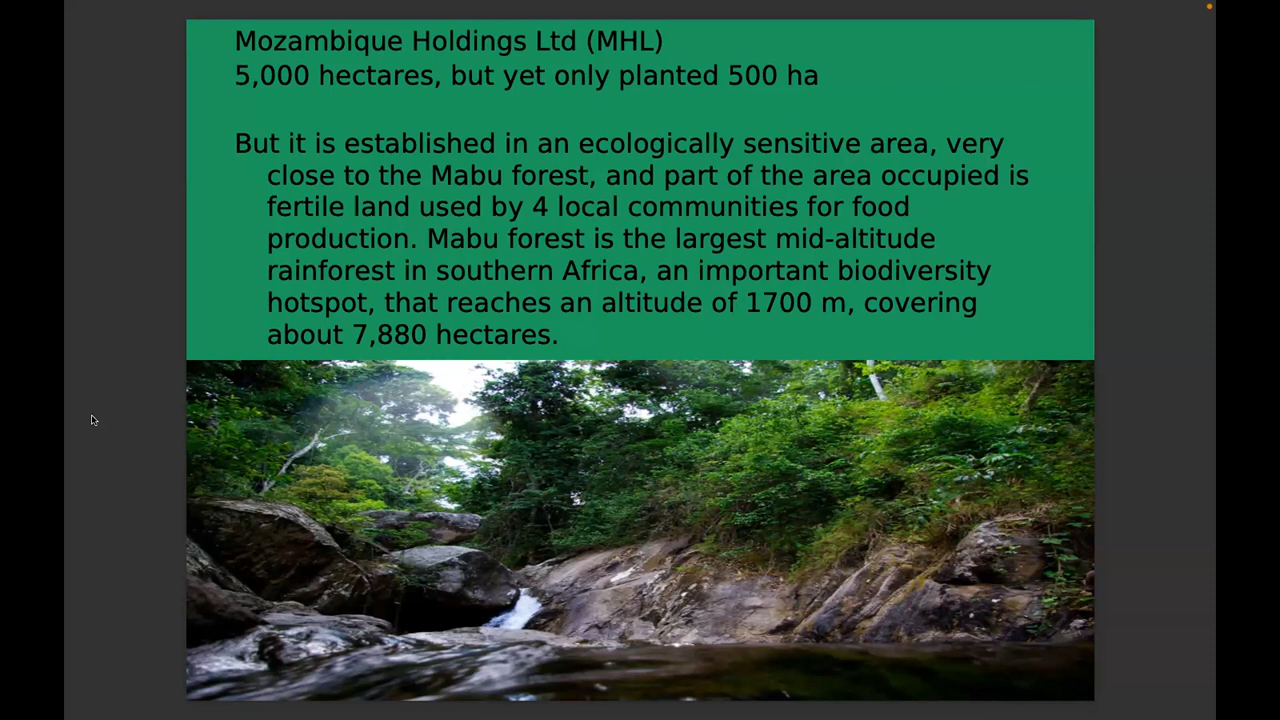 Mozambique Holdings Ltd (MHL)
5,000 hectares, but yet only planted 500 ha
But it is established in an ecologically sensitive area, very
close to the Mabu forest, and part of the area occupied is
fertile land used by 4 local communities for food
production. Mabu forest is the largest mid-altitude
rainforest in southern Africa, an important biodiversity
hotspot, that reaches an altitude of 1700 m, covering
about 7,880 hectares.